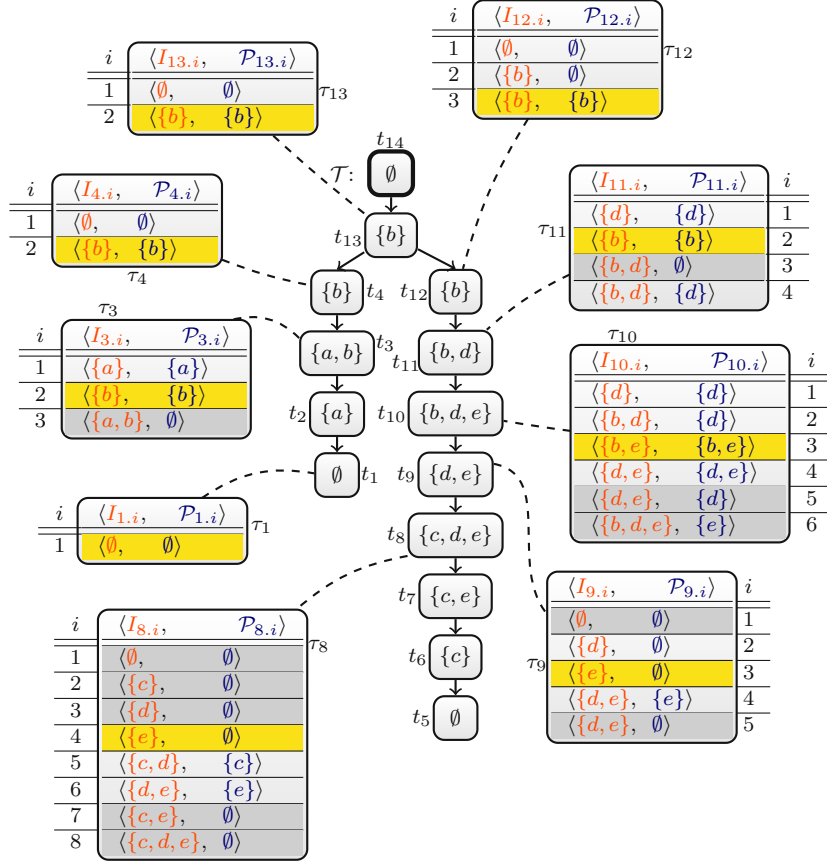 i ⟨I₁₃.ᵢ, 𝒫₁₃.ᵢ⟩
1 ⟨∅, ∅⟩
2 ⟨{b}, {b}⟩
τ₁₃
i ⟨I₁₂.ᵢ, 𝒫₁₂.ᵢ⟩
1 ⟨∅, ∅⟩
2 ⟨{b}, ∅⟩
3 ⟨{b}, {b}⟩
τ₁₂
i ⟨I₄.ᵢ, 𝒫₄.ᵢ⟩
1 ⟨∅, ∅⟩
2 ⟨{b}, {b}⟩
τ₄
𝒯:
t₁₄ ∅
t₁₃ {b}
{b} t₄
t₁₂ {b}
{a, b} t₃
t₁₁ {b, d}
t₂ {a}
t₁₀ {b, d, e}
∅ t₁
t₉ {d, e}
t₈ {c, d, e}
t₇ {c, e}
t₆ {c}
t₅ ∅
⟨I₁₁.ᵢ, 𝒫₁₁.ᵢ⟩ i
⟨{d}, {d}⟩ 1
⟨{b}, {b}⟩ 2
⟨{b, d}, ∅⟩ 3
⟨{b, d}, {d}⟩ 4
τ₁₁
τ₃
i ⟨I₃.ᵢ, 𝒫₃.ᵢ⟩
1 ⟨{a}, {a}⟩
2 ⟨{b}, {b}⟩
3 ⟨{a, b}, ∅⟩
τ₁₀
⟨I₁₀.ᵢ, 𝒫₁₀.ᵢ⟩ i
⟨{d}, {d}⟩ 1
⟨{b, d}, {d}⟩ 2
⟨{b, e}, {b, e}⟩ 3
⟨{d, e}, {d, e}⟩ 4
⟨{d, e}, {d}⟩ 5
⟨{b, d, e}, {e}⟩ 6
i ⟨I₁.ᵢ, 𝒫₁.ᵢ⟩
1 ⟨∅, ∅⟩
τ₁
⟨I₉.ᵢ, 𝒫₉.ᵢ⟩ i
⟨∅, ∅⟩ 1
⟨{d}, ∅⟩ 2
⟨{e}, ∅⟩ 3
⟨{d, e}, {e}⟩ 4
⟨{d, e}, ∅⟩ 5
τ₉
i ⟨I₈.ᵢ, 𝒫₈.ᵢ⟩
1 ⟨∅, ∅⟩
2 ⟨{c}, ∅⟩
3 ⟨{d}, ∅⟩
4 ⟨{e}, ∅⟩
5 ⟨{c, d}, {c}⟩
6 ⟨{d, e}, {e}⟩
7 ⟨{c, e}, ∅⟩
8 ⟨{c, d, e}, ∅⟩
τ₈